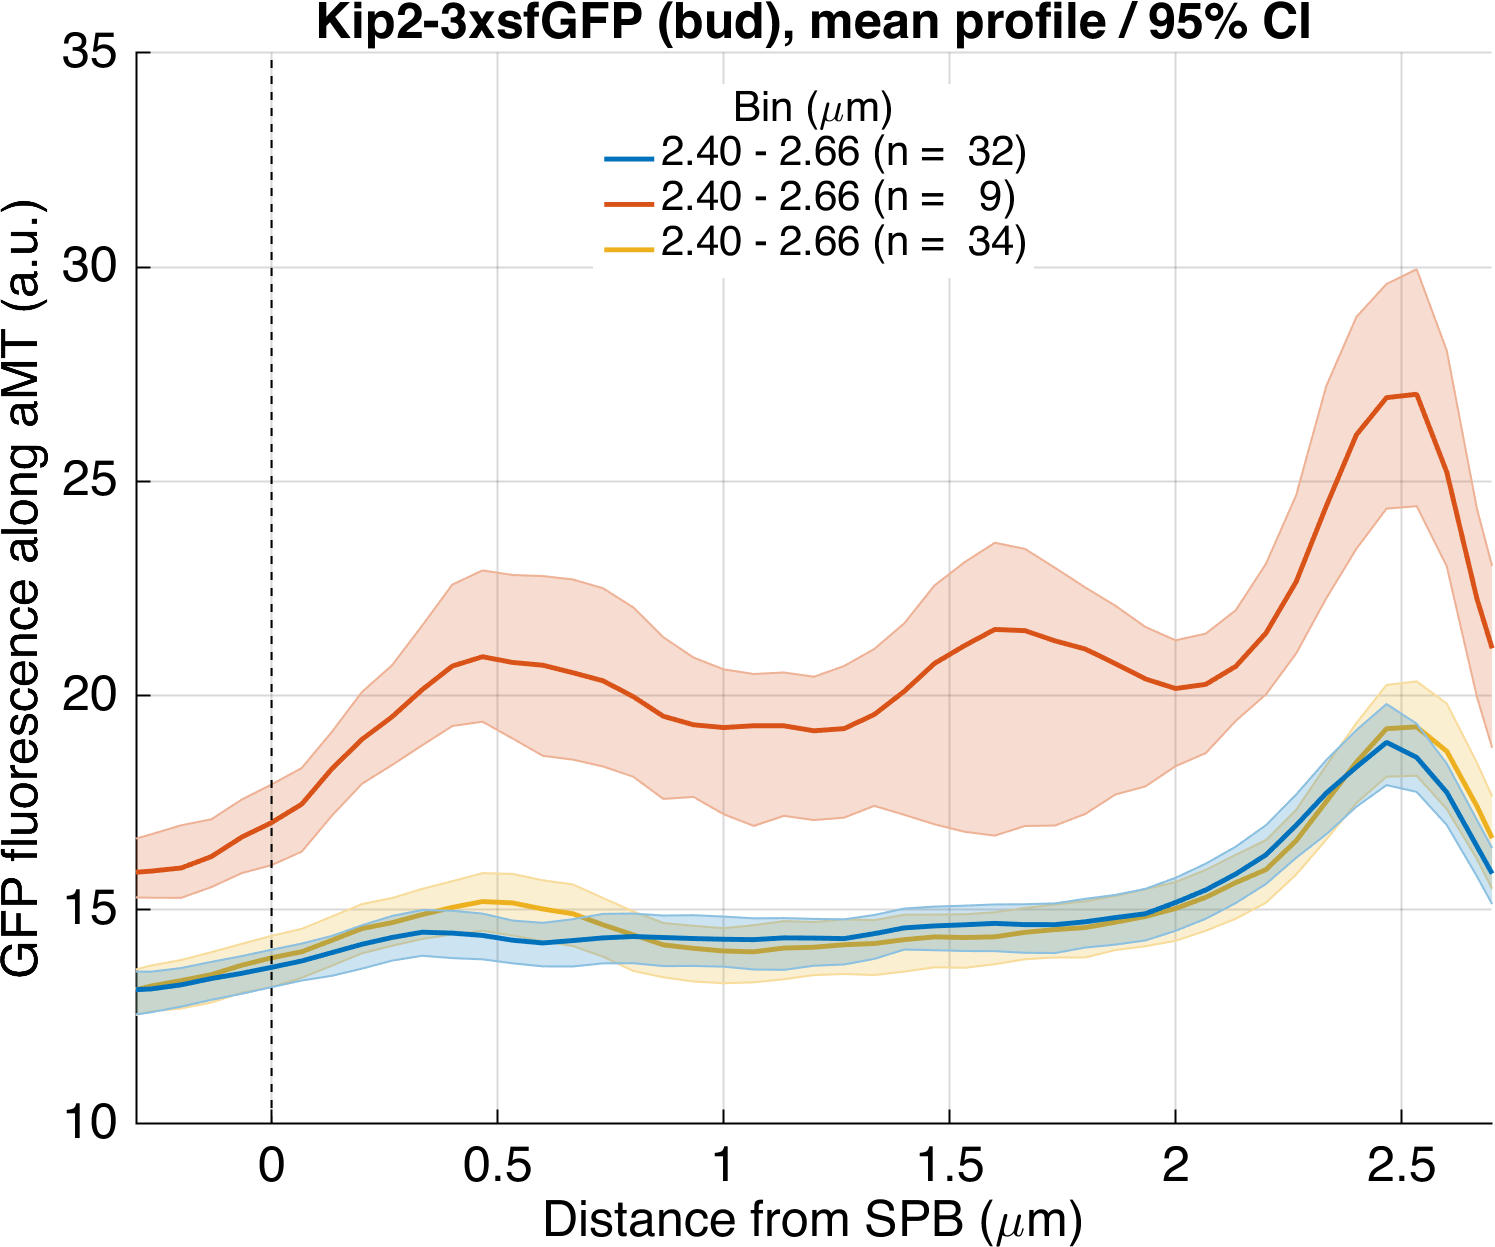 Kip2-3xsfGFP (bud), mean profile / 95% CI
Bin (μm)
2.40 - 2.66 (n = 32)
2.40 - 2.66 (n = 9)
2.40 - 2.66 (n = 34)
GFP fluorescence along aMT (a.u.)
35
30
25
20
15
10
0 0.5 1 1.5 2 2.5
Distance from SPB (μm)